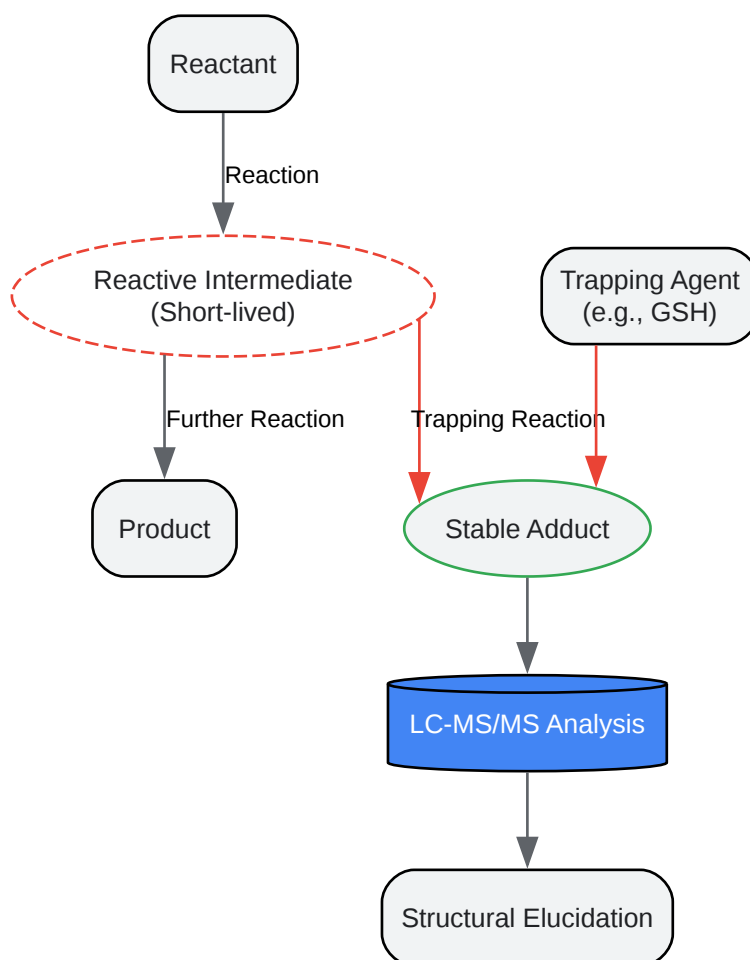 Reactant
Reaction
Reactive Intermediate
(Short-lived)
Trapping Agent
(e.g., GSH)
Further Reaction
Trapping Reaction
Product
Stable Adduct
LC-MS/MS Analysis
Structural Elucidation